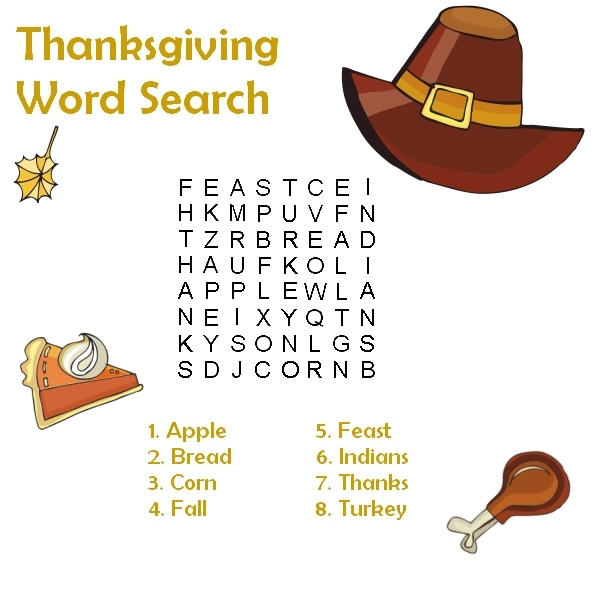 Thanksgiving
Word Search
F E A S T C E I
H K M P U V F N
T Z R B R E A D
H A U F K O L I
A P P L E W L A
N E I X Y Q T N
K Y S O N L G S
S D J C O R N B
1. Apple
2. Bread
3. Corn
4. Fall
5. Feast
6. Indians
7. Thanks
8. Turkey